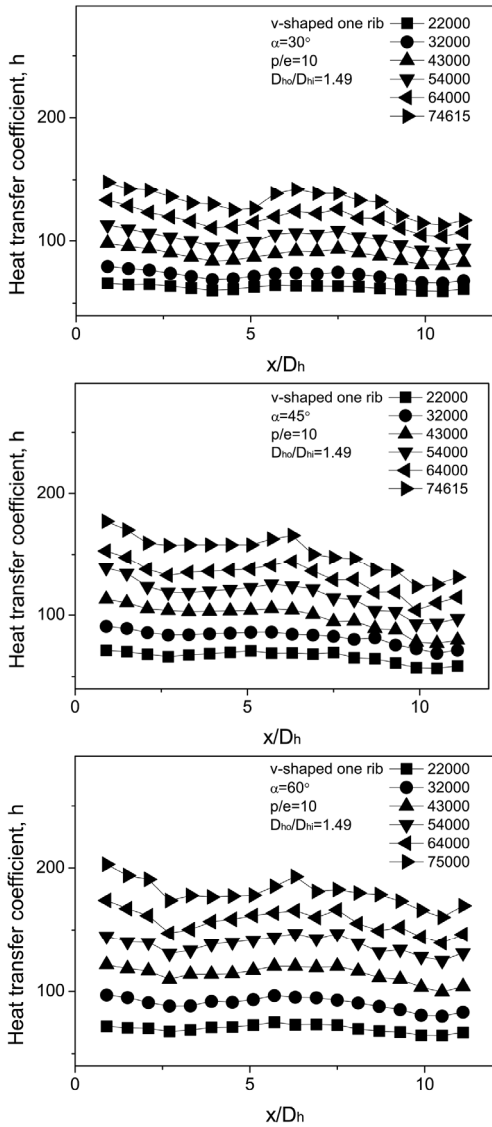 v-shaped one rib 22000
α=30° 32000
p/e=10 43000
Dho/Dhi=1.49 54000
64000
74615
200
100
Heat transfer coefficient, h
0 5 10
x/Dh
v-shaped one rib 22000
α=45° 32000
p/e=10 43000
Dho/Dhi=1.49 54000
64000
74615
200
100
Heat transfer coefficient, h
0 5 10
x/Dh
v-shaped one rib 22000
α=60° 32000
p/e=10 43000
Dho/Dhi=1.49 54000
64000
75000
200
100
Heat transfer coefficient, h
0 5 10
x/Dh